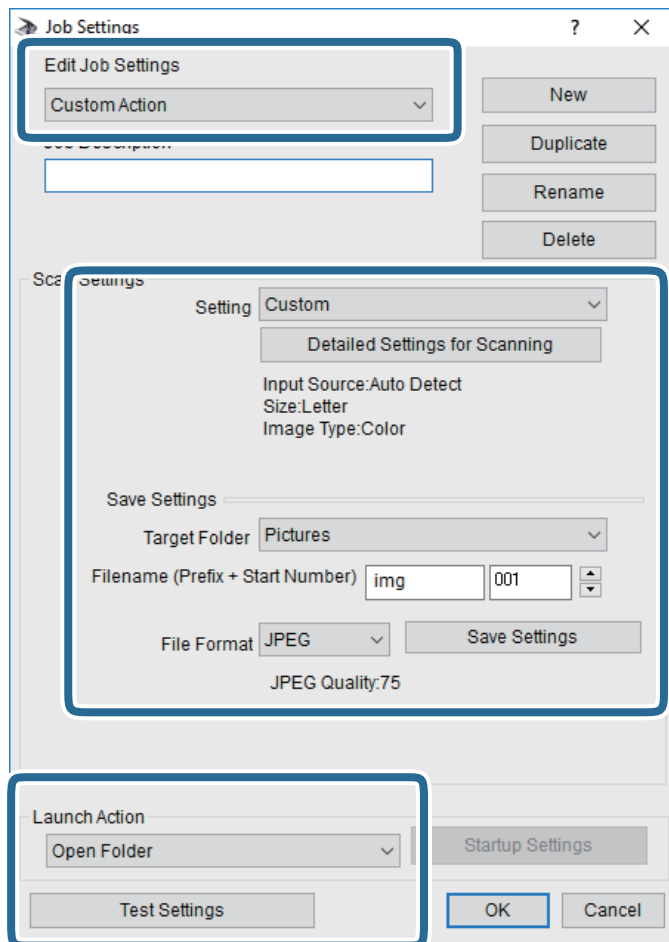 Job Settings
?
Edit Job Settings
Custom Action
New
Duplicate
Rename
Delete
Setting
Custom
Detailed Settings for Scanning
Input Source:Auto Detect
Size:Letter
Image Type:Color
Save Settings
Target Folder
Pictures
Filename (Prefix + Start Number)
img
001
File Format
JPEG
Save Settings
JPEG Quality:75
Launch Action
Open Folder
Startup Settings
Test Settings
OK
Cancel